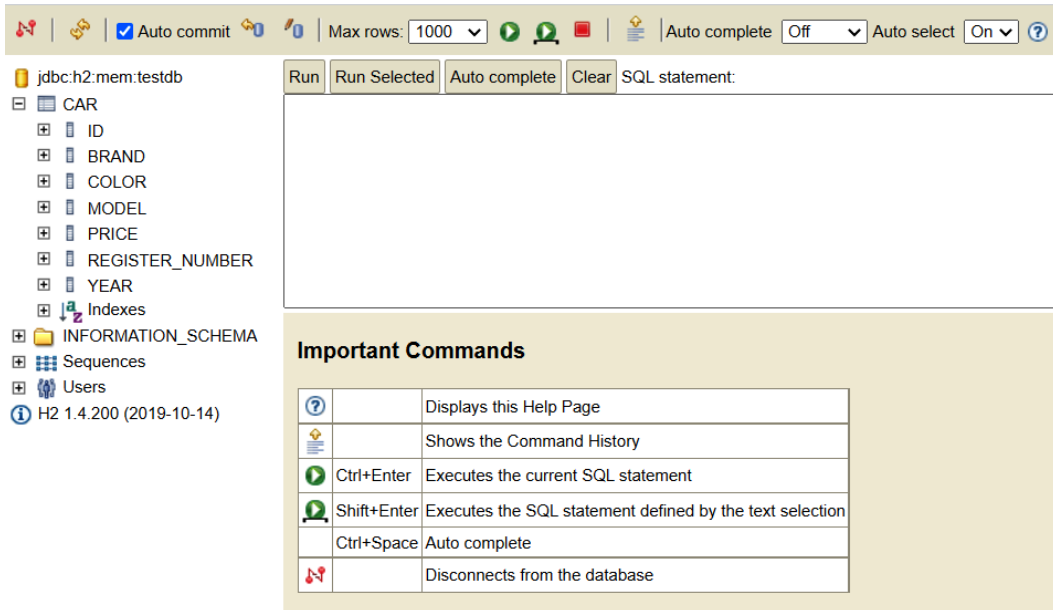 Auto commit Max rows: 1000 Auto complete Off Auto select On
jdbc:h2:mem:testdb
CAR
ID
BRAND
COLOR
MODEL
PRICE
REGISTER_NUMBER
YEAR
Indexes
INFORMATION_SCHEMA
Sequences
Users
H2 1.4.200 (2019-10-14)
Run Run Selected Auto complete Clear SQL statement:
Important Commands
Displays this Help Page
Shows the Command History
Ctrl+Enter Executes the current SQL statement
Shift+Enter Executes the SQL statement defined by the text selection
Ctrl+Space Auto complete
Disconnects from the database